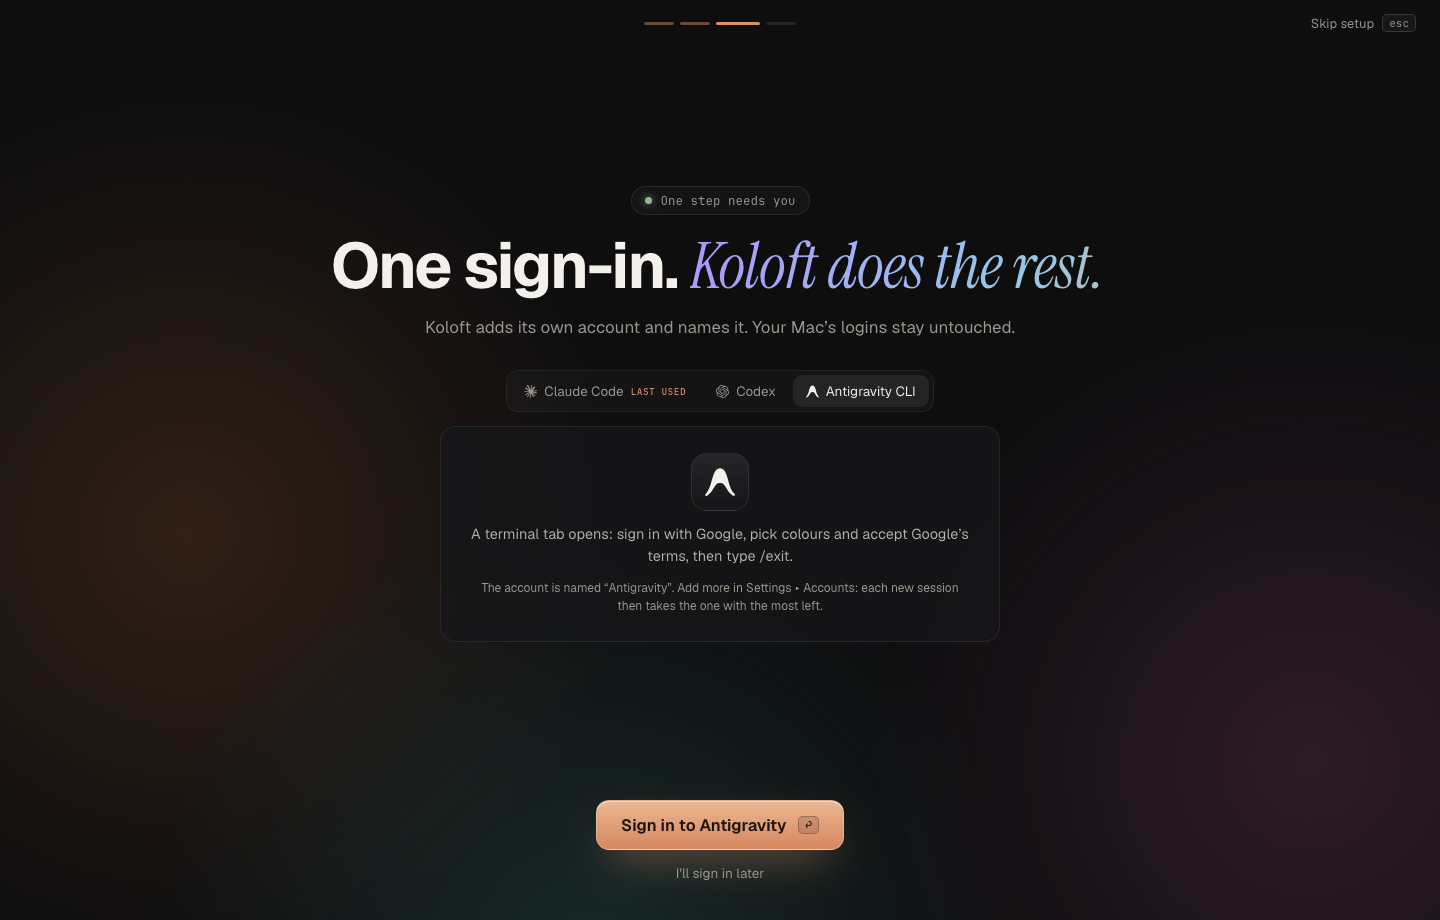 Skip setup esc
One step needs you
One sign-in. Koloft does the rest.
Koloft adds its own account and names it. Your Mac’s logins stay untouched.
Claude Code LAST USED Codex Antigravity CLI
A terminal tab opens: sign in with Google, pick colours and accept Google’s
terms, then type /exit.
The account is named “Antigravity”. Add more in Settings ▸ Accounts: each new session
then takes the one with the most left.
Sign in to Antigravity
I’ll sign in later